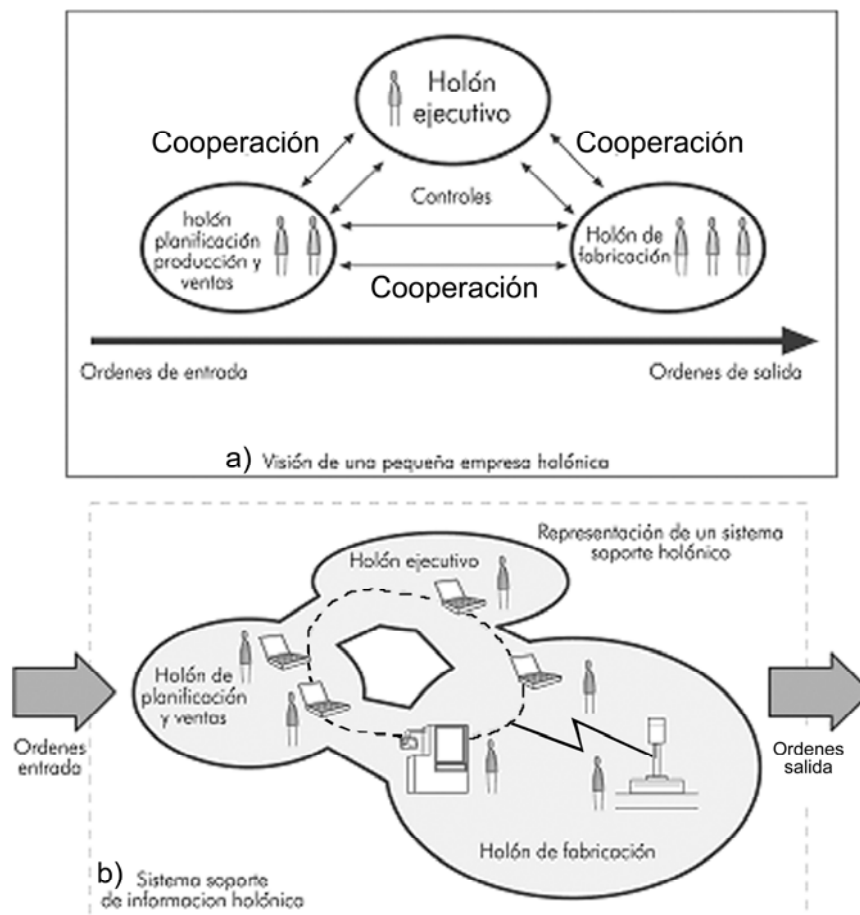 Holón
ejecutivo
Cooperación
Cooperación
Controles
holón
planificación
producción y
ventas
Holón de
fabricación
Cooperación
Ordenes de entrada
Ordenes de salida
a) Visión de una pequeña empresa holónica
Representación de un sistema
soporte holónico
Holón ejecutivo
Holón de
planificación
y ventas
Ordenes
entrada
Ordenes
salida
Holón de fabricación
b) Sistema soporte
de informacion holónica